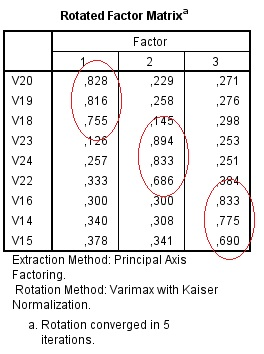 Rotated Factor Matrixa
Factor
1 2 3
V20 ,828 ,229 ,271
V19 ,816 ,258 ,276
V18 ,755 ,145 ,298
V23 ,126 ,894 ,253
V24 ,257 ,833 ,251
V22 ,333 ,686 ,384
V16 ,300 ,300 ,833
V14 ,340 ,308 ,775
V15 ,378 ,341 ,690
Extraction Method: Principal Axis
Factoring.
Rotation Method: Varimax with Kaiser
Normalization.
a. Rotation converged in 5
iterations.